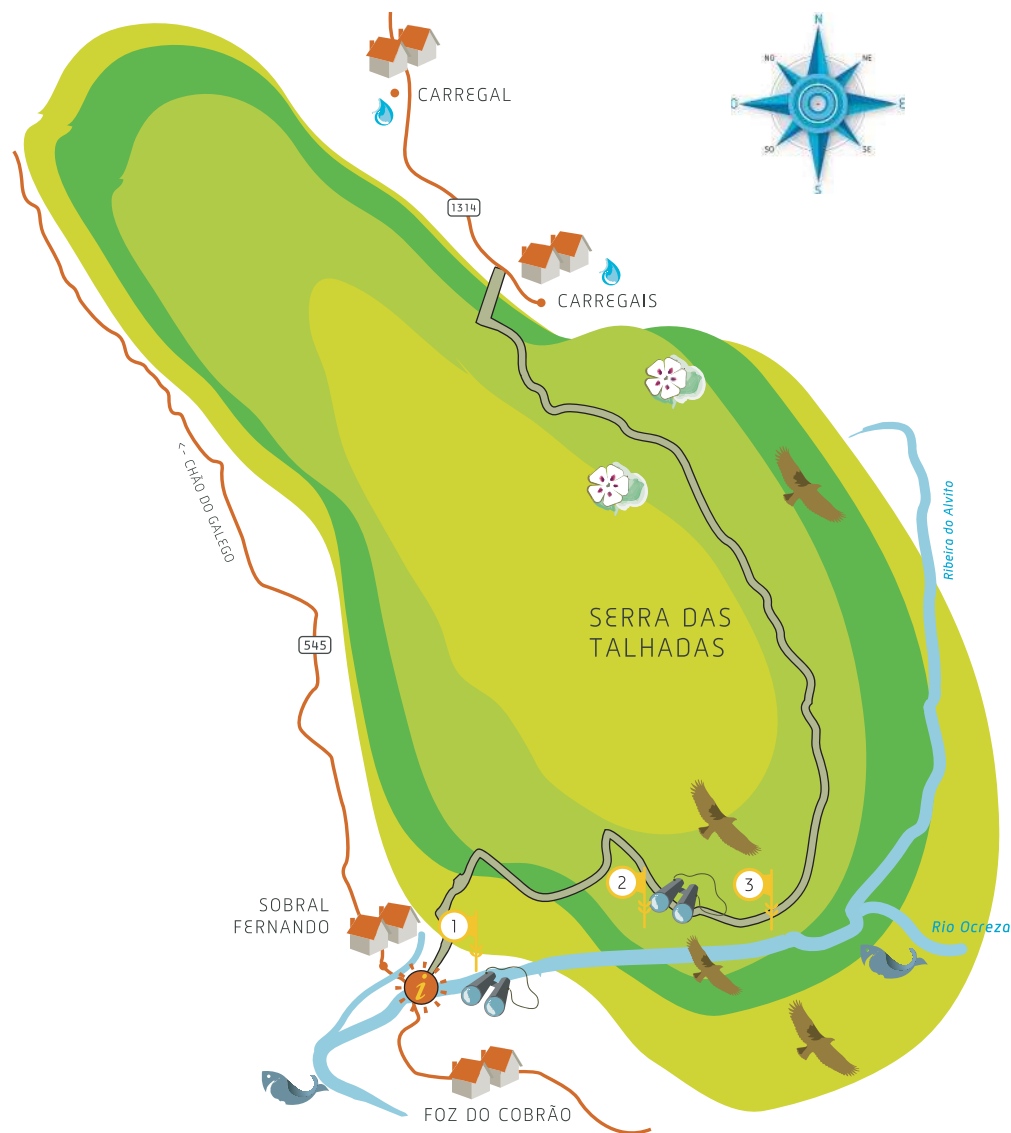 N
NO
NE
O
E
SO
SE
S
CARREGAL
1314
CARREGAIS
<- CHÃO DO GALEGO
Ribeira do Alvito
SERRA DAS
TALHADAS
545
SOBRAL
FERNANDO
1
2
3
Ria Ocreza
i
FOZ DO COBRÃO